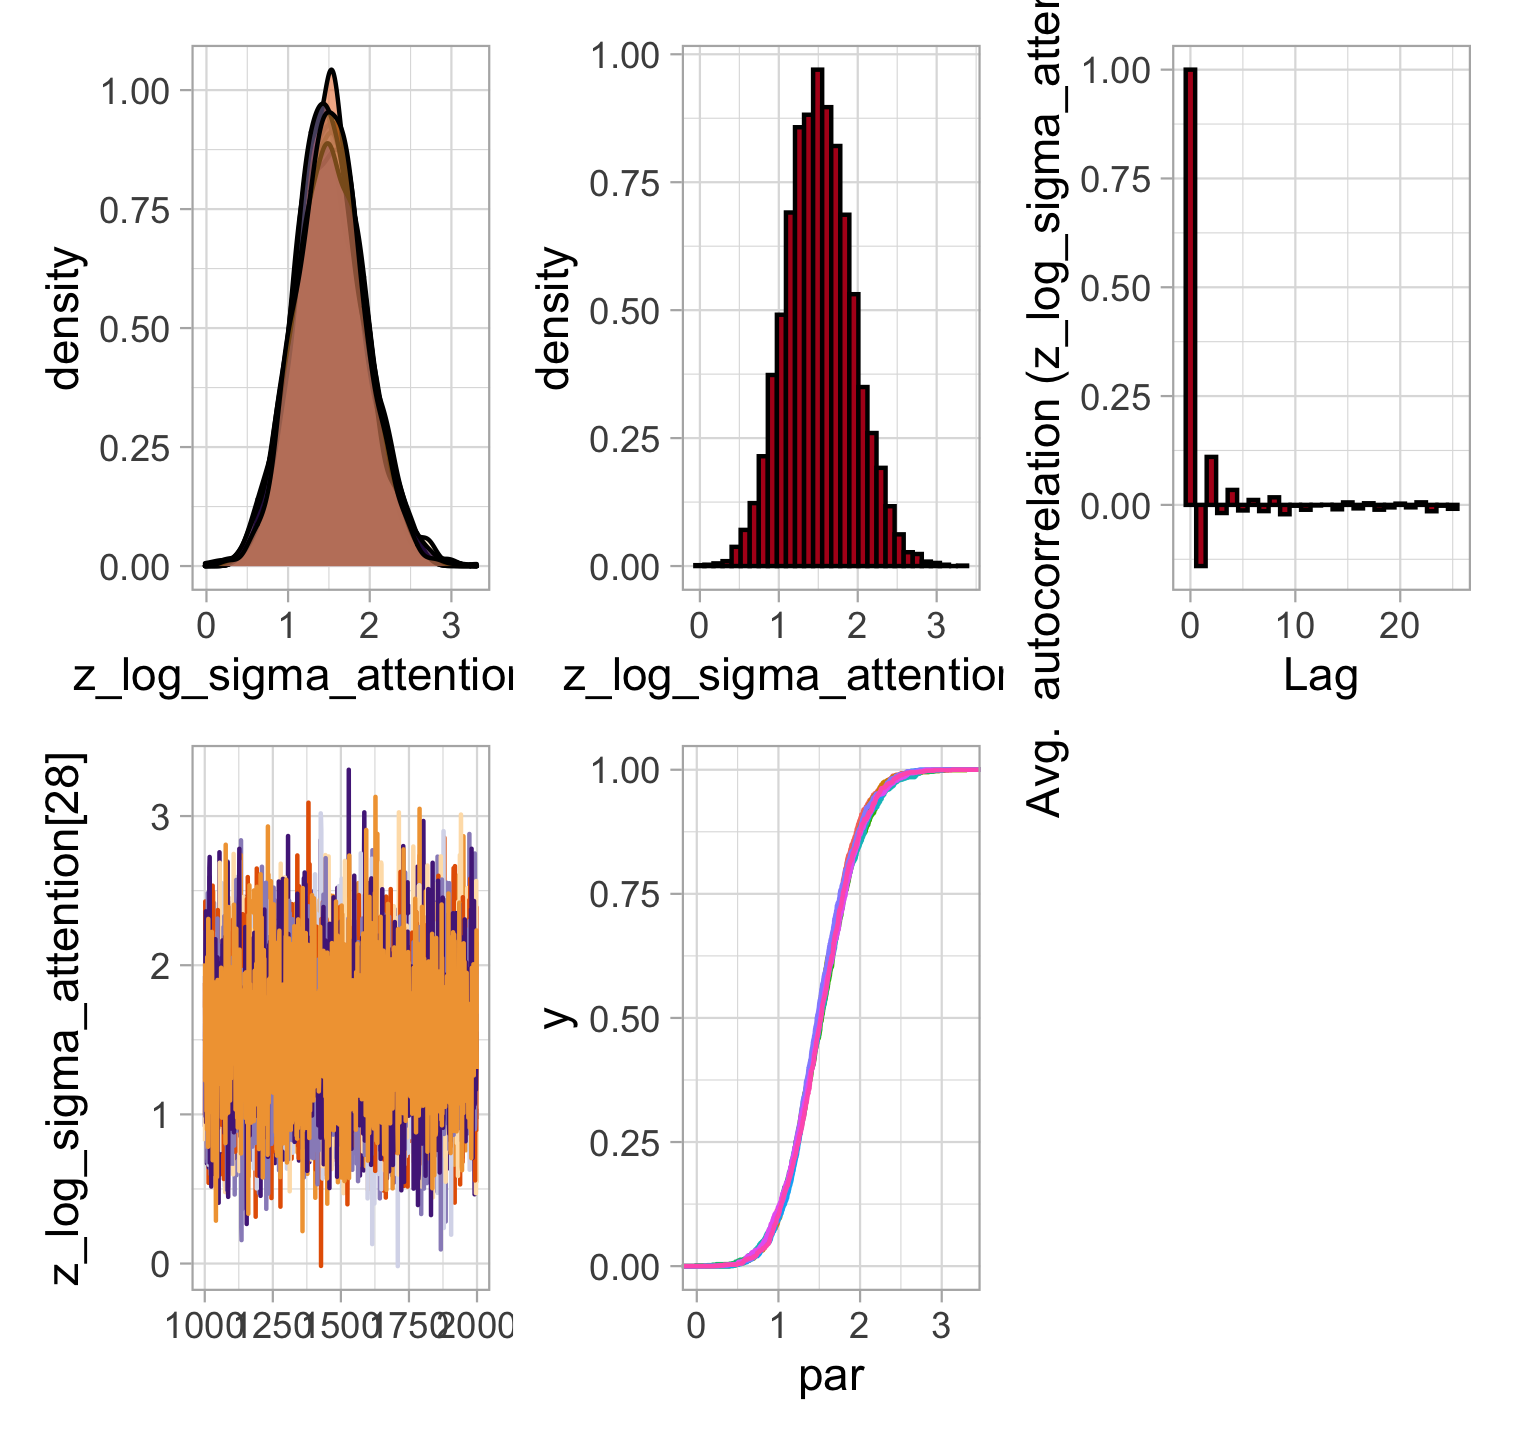 density
1.00
0.75
0.50
0.25
0.00
0 1 2 3
z_log_sigma_attention
density
1.00
0.75
0.50
0.25
0.00
0 1 2 3
z_log_sigma_attention
Avg. autocorrelation (z_log_sigma_atten
1.00
0.75
0.50
0.25
0.00
0 10 20
Lag
z_log_sigma_attention[28]
3
2
1
0
1000 1250 1500 1750 2000
y
1.00
0.75
0.50
0.25
0.00
0 1 2 3
par